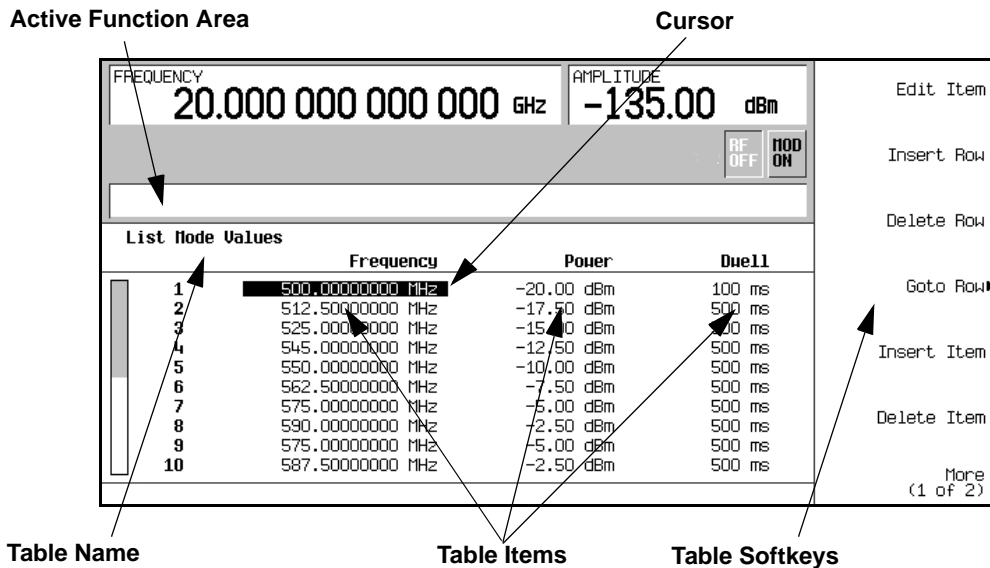 Active Function Area
Cursor
FREQUENCY
20.000 000 000 000 GHz
AMPLITUDE
-135.00 dBm
RF OFF
MOD ON
Edit Item
Insert Row
Delete Row
Goto Row
Insert Item
Delete Item
More
(1 of 2)
List Mode Values
Frequency Power Dwell
1 500.00000000 MHz -20.00 dBm 100 ms
2 512.50000000 MHz -17.50 dBm 500 ms
3 525.00000000 MHz -15.00 dBm 500 ms
4 545.00000000 MHz -12.50 dBm 500 ms
5 550.00000000 MHz -10.00 dBm 500 ms
6 562.50000000 MHz -7.50 dBm 500 ms
7 575.00000000 MHz -5.00 dBm 500 ms
8 590.00000000 MHz -2.50 dBm 500 ms
9 575.00000000 MHz -5.00 dBm 500 ms
10 587.50000000 MHz -2.50 dBm 500 ms
Table Name
Table Items
Table Softkeys